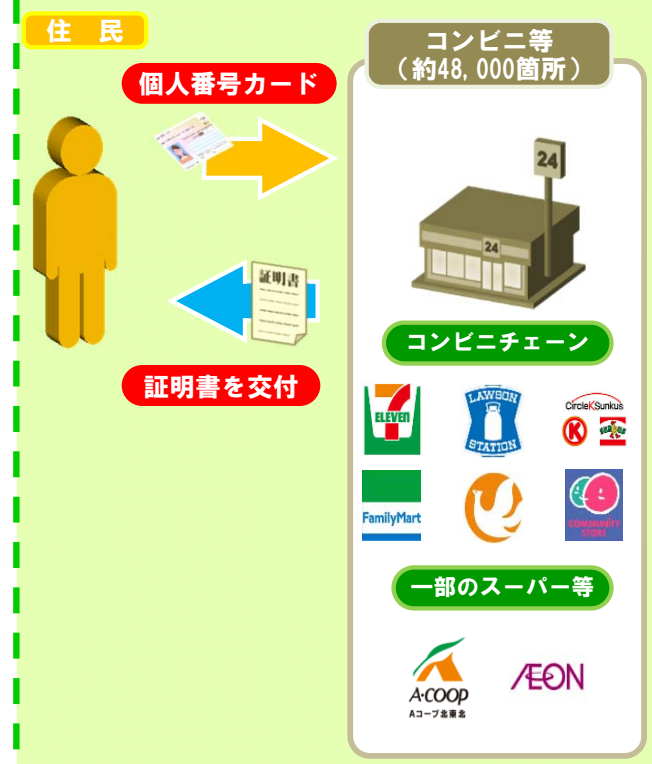 住　民
コンビニ等
（約48,000箇所）
個人番号カード
24
24
証明書
コンビニチェーン
証明書を交付
ELEVEN
LAWSON
STATION
CircleK Sunkus
K
FamilyMart
COMMUNITY
STORE
一部のスーパー等
A・COOP
Aコープ北東北
ÆON